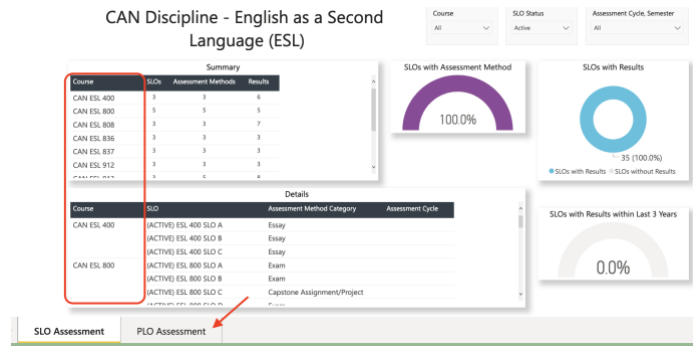 CAN Discipline - English as a Second
Language (ESL)
Course
All
SLO Status
Active
Assessment Cycle, Semester
All
Summary
Course SLOs Assessment Methods Results
CAN ESL 400 3 3 6
CAN ESL 800 5 5 5
CAN ESL 808 3 3 7
CAN ESL 836 3 3 3
CAN ESL 837 3 3 3
CAN ESL 912 3 3 3
SLOs with Assessment Method
100.0%
SLOs with Results
35 (100.0%)
SLOs with Results SLOs without Results
Details
Course SLO Assessment Method Category Assessment Cycle
CAN ESL 400 (ACTIVE) ESL 400 SLO A Essay
(ACTIVE) ESL 400 SLO B Essay
(ACTIVE) ESL 400 SLO C Essay
CAN ESL 800 (ACTIVE) ESL 800 SLO A Exam
(ACTIVE) ESL 800 SLO B Exam
(ACTIVE) ESL 800 SLO C Capstone Assignment/Project
SLOs with Results within Last 3 Years
0.0%
SLO Assessment PLO Assessment